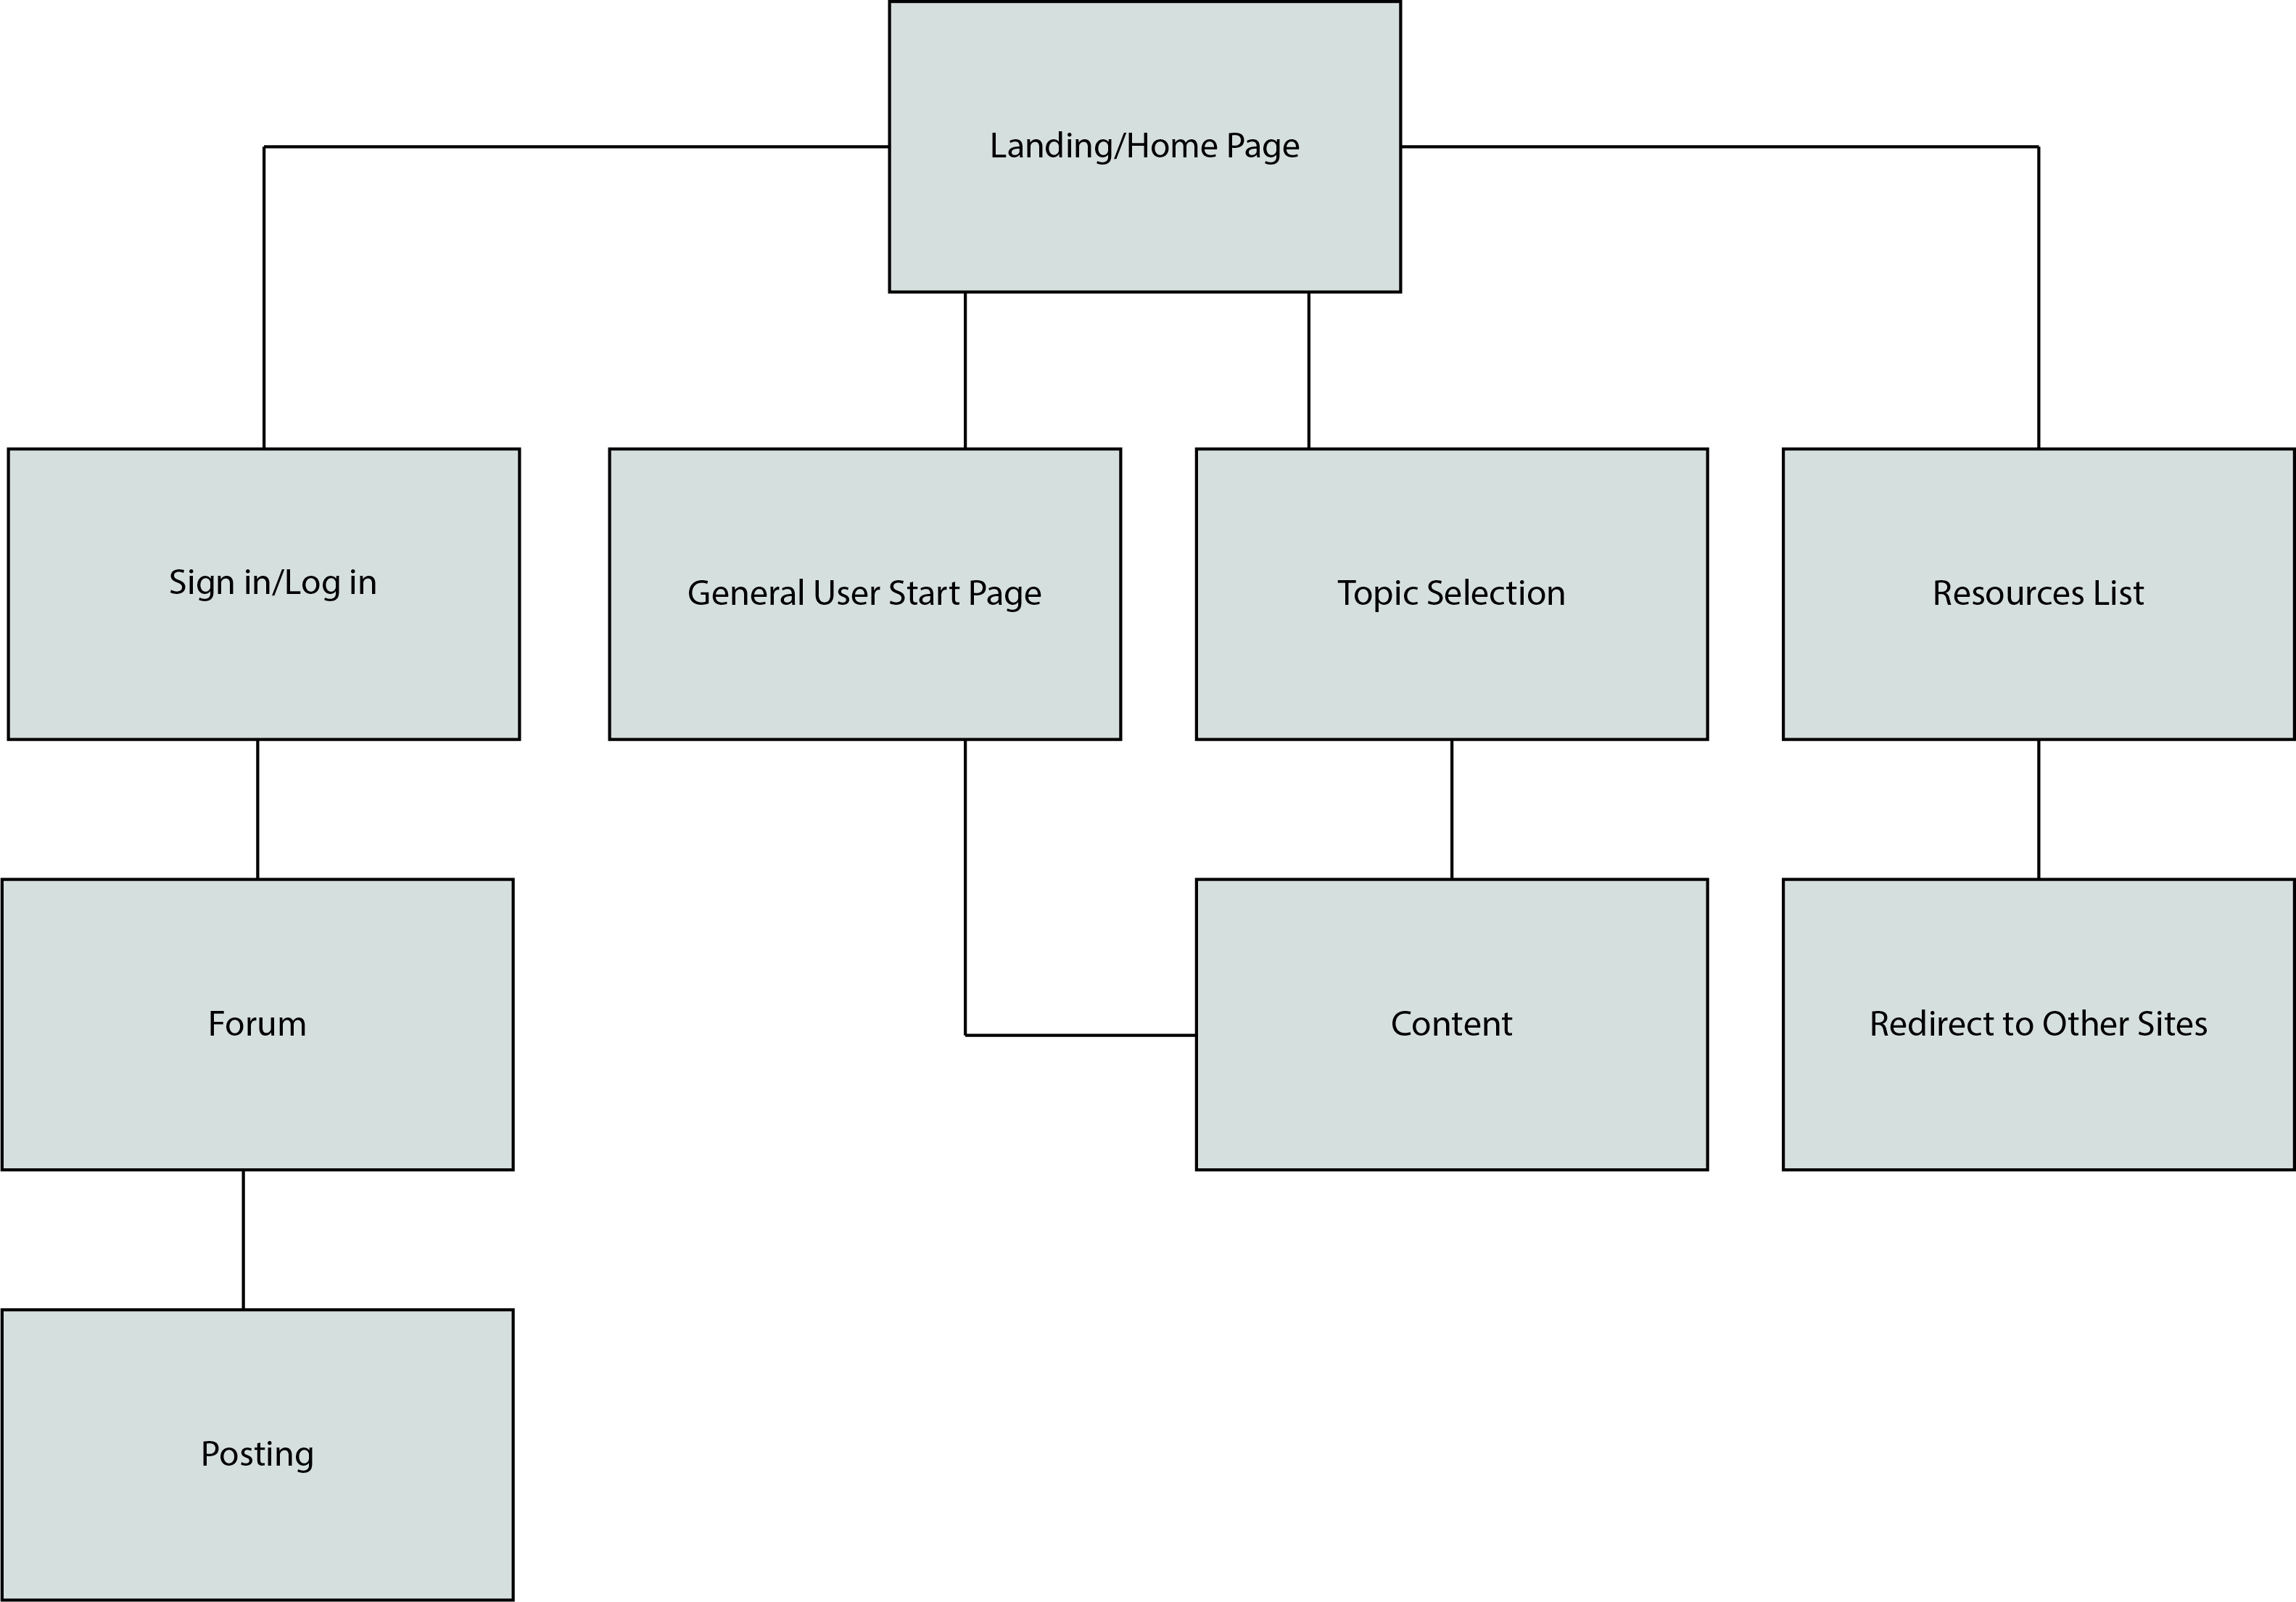 Landing/Home Page
Sign in/Log in
General User Start Page
Topic Selection
Resources List
Forum
Content
Redirect to Other Sites
Posting